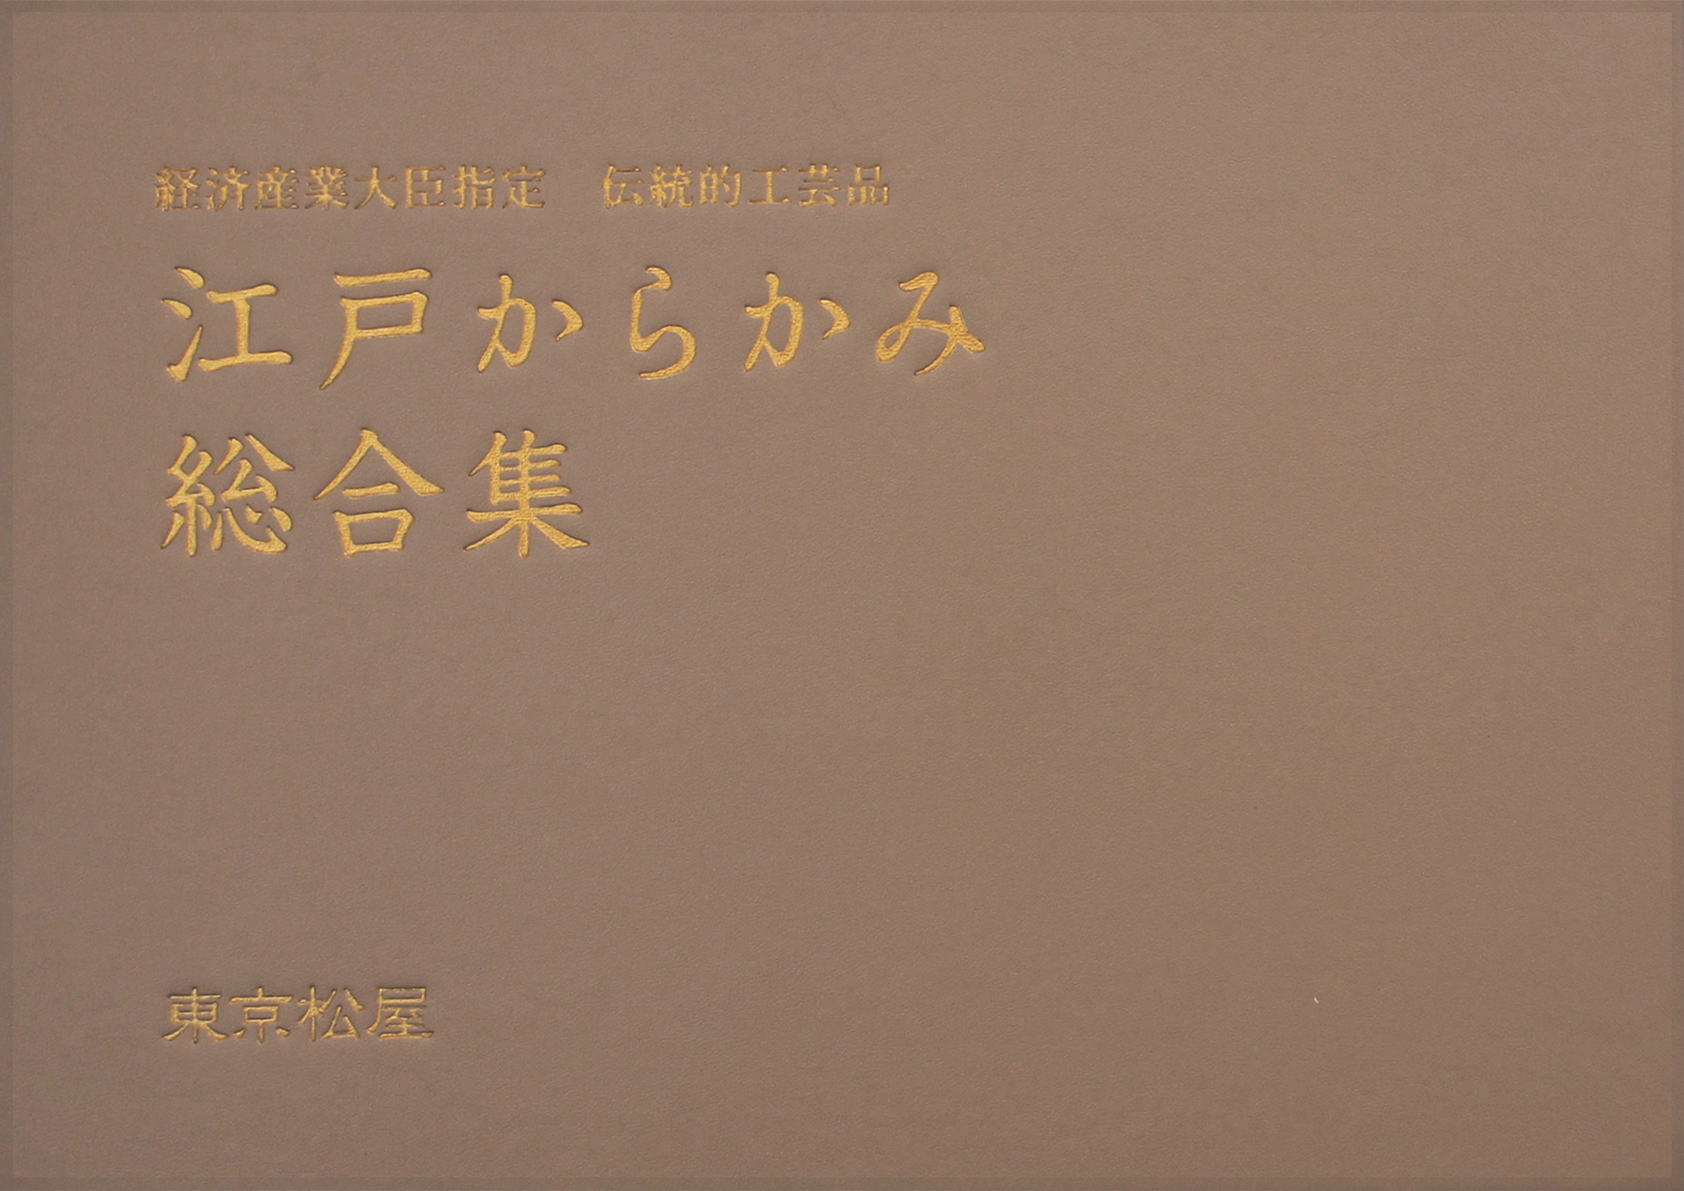 経済産業大臣指定　伝統的工芸品
江戸からかみ
総合集
東京松屋